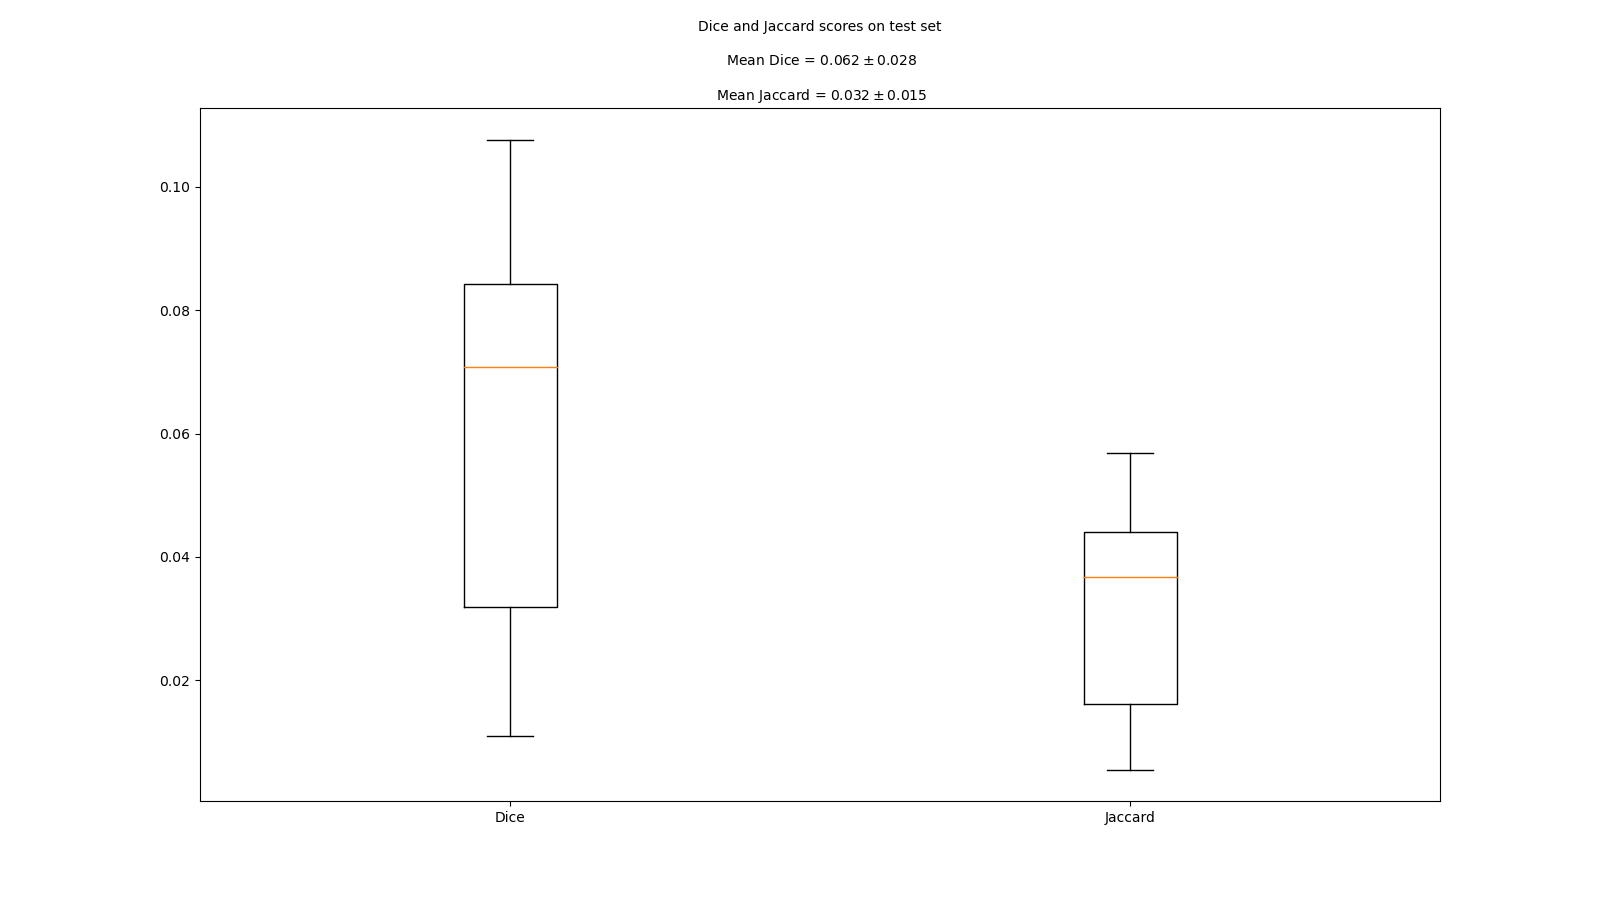 Dice and Jaccard scores on test set
Mean Dice = 0.062 ± 0.028
Mean Jaccard = 0.032 ± 0.015
0.10
0.08
0.06
0.04
0.02
Dice Jaccard